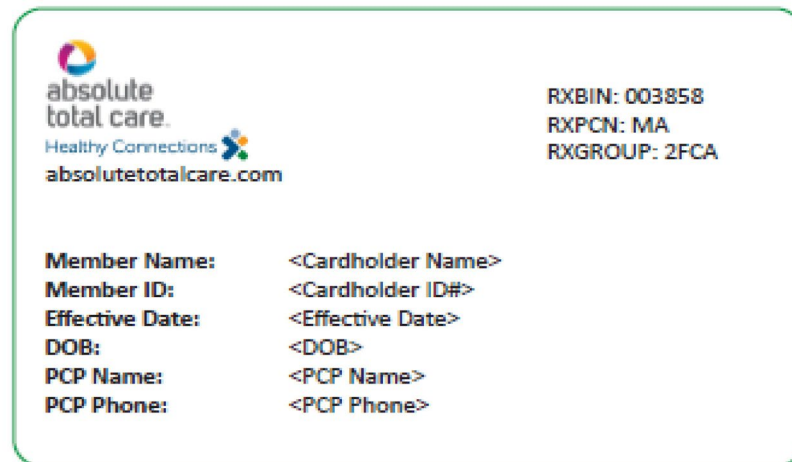 absolute
total care
Healthy Connections
absolutetotalcare.com
RXBIN: 003858
RXPCN: MA
RXGROUP: 2FCA
Member Name: <Cardholder Name>
Member ID: <Cardholder ID#>
Effective Date: <Effective Date>
DOB: <DOB>
PCP Name: <PCP Name>
PCP Phone: <PCP Phone>